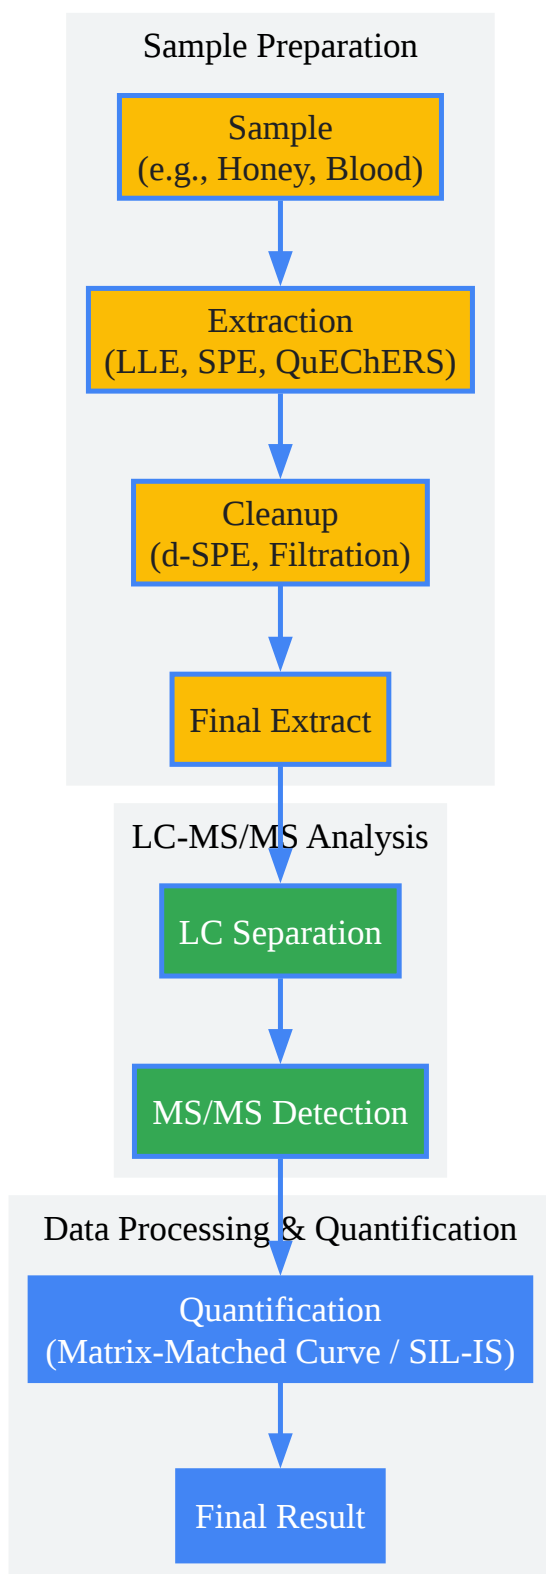 Sample Preparation
Sample
(e.g., Honey, Blood)
Extraction
(LLE, SPE, QuEChERS)
Cleanup
(d-SPE, Filtration)
Final Extract
LC-MS/MS Analysis
LC Separation
MS/MS Detection
Data Processing & Quantification
Quantification
(Matrix-Matched Curve / SIL-IS)
Final Result